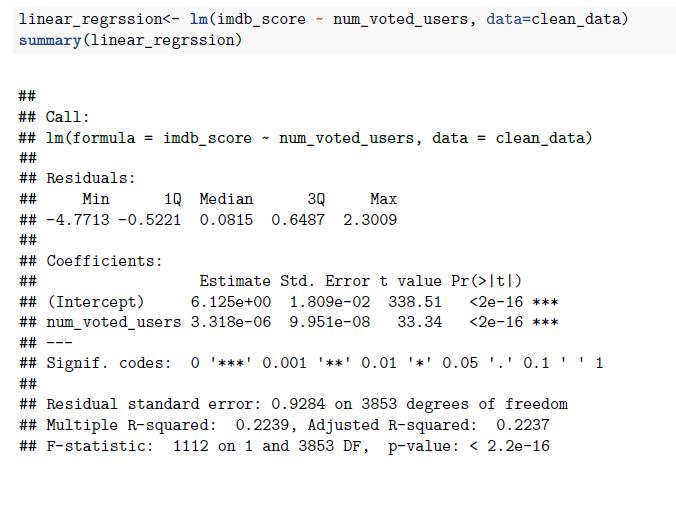 linear_regrssion<- lm(imdb_score ~ num_voted_users, data=clean_data)
summary(linear_regrssion)
##
## Call:
## lm(formula = imdb_score ~ num_voted_users, data = clean_data)
##
## Residuals:
##     Min      1Q  Median      3Q     Max
## -4.7713 -0.5221  0.0815  0.6487  2.3009
##
## Coefficients:
##                  Estimate Std. Error t value Pr(>|t|)
## (Intercept)     6.125e+00  1.809e-02  338.51   <2e-16 ***
## num_voted_users 3.318e-06  9.951e-08   33.34   <2e-16 ***
## ---
## Signif. codes:  0 '***' 0.001 '**' 0.01 '*' 0.05 '.' 0.1 ' ' 1
##
## Residual standard error: 0.9284 on 3853 degrees of freedom
## Multiple R-squared:  0.2239, Adjusted R-squared:  0.2237
## F-statistic:  1112 on 1 and 3853 DF,  p-value: < 2.2e-16